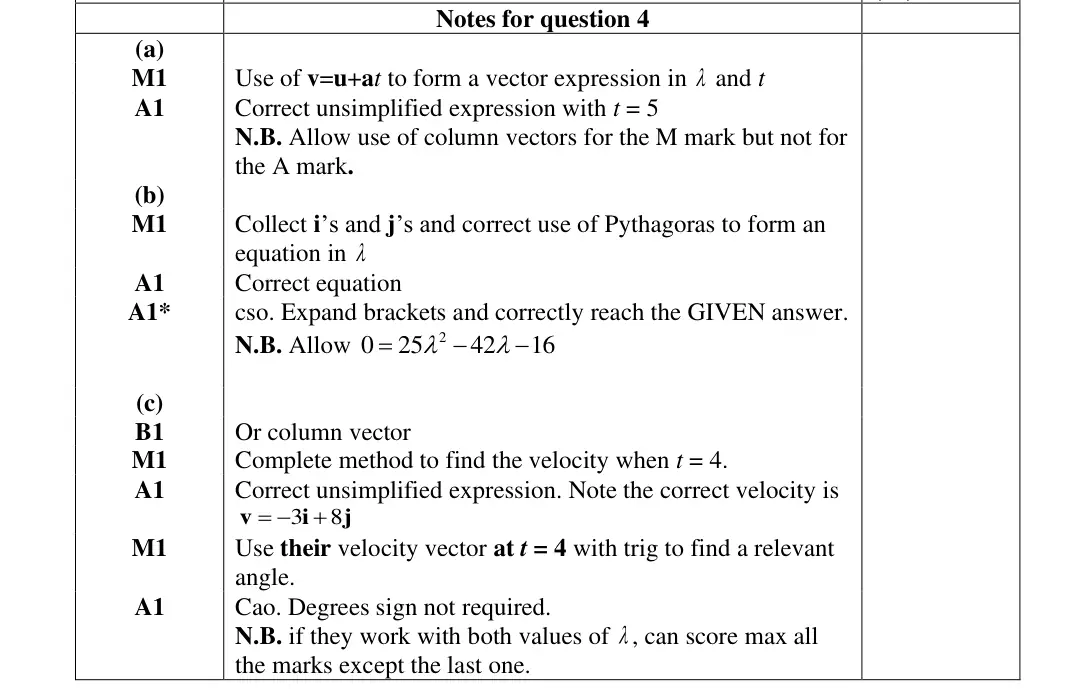 Notes for question 4
(a)
M1 Use of v=u+at to form a vector expression in λ and t
A1 Correct unsimplified expression with t = 5
N.B. Allow use of column vectors for the M mark but not for
the A mark.
(b)
M1 Collect i’s and j’s and correct use of Pythagoras to form an
equation in λ
A1 Correct equation
A1* cso. Expand brackets and correctly reach the GIVEN answer.
N.B. Allow 0 = 25λ² − 42λ − 16
(c)
B1 Or column vector
M1 Complete method to find the velocity when t = 4.
A1 Correct unsimplified expression. Note the correct velocity is
v = −3i + 8j
M1 Use their velocity vector at t = 4 with trig to find a relevant
angle.
A1 Cao. Degrees sign not required.
N.B. if they work with both values of λ, can score max all
the marks except the last one.